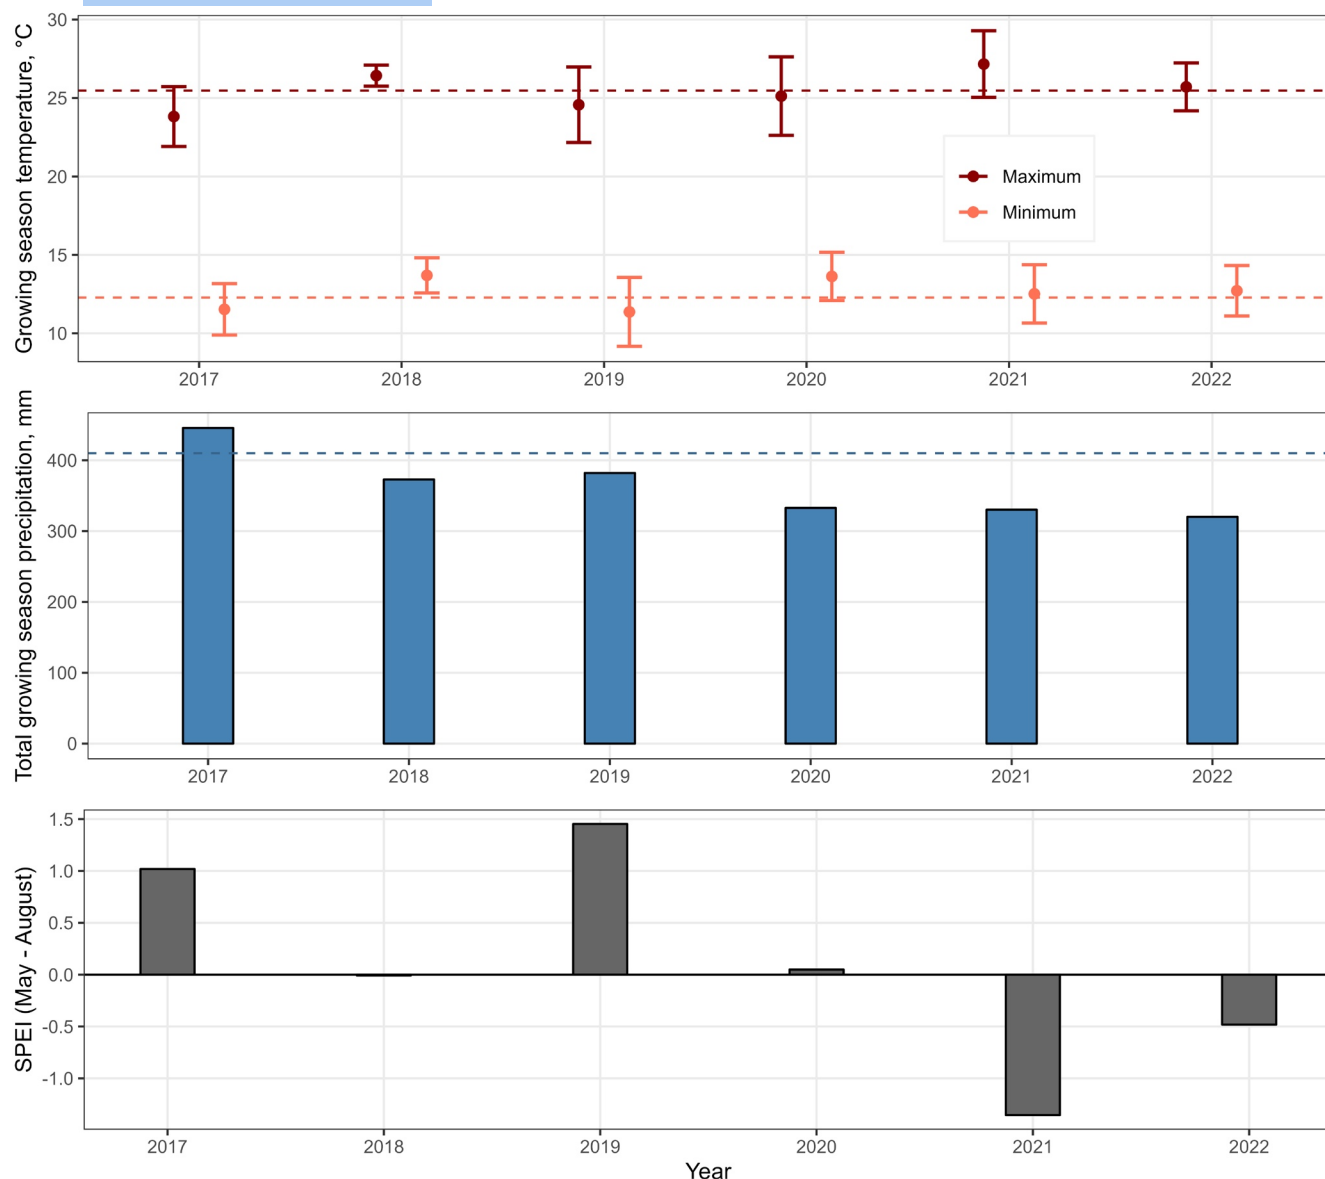 Growing season temperature, °C
30
25
20
15
10
Maximum
Minimum
2017 2018 2019 2020 2021 2022
Total growing season precipitation, mm
400
300
200
100
0
2017 2018 2019 2020 2021 2022
SPEI (May - August)
1.5
1.0
0.5
0.0
-0.5
-1.0
2017 2018 2019 2020 2021 2022
Year